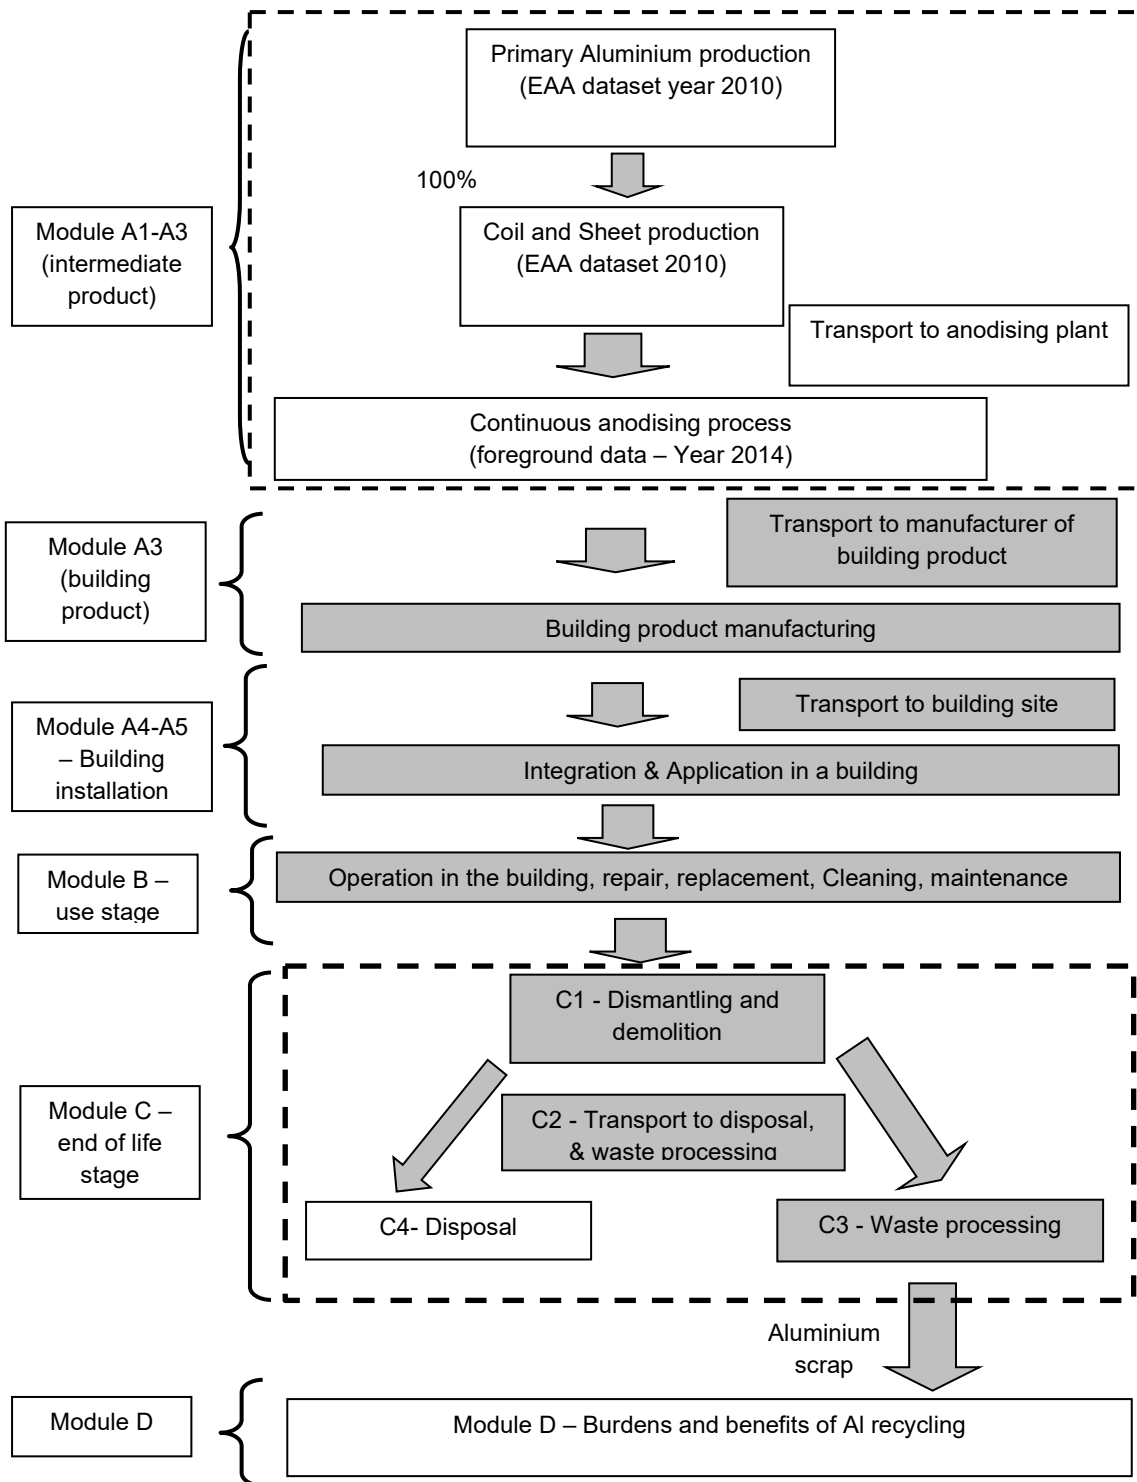 Primary Aluminium production
(EAA dataset year 2010)
100%
Module A1-A3
(intermediate
product)
Coil and Sheet production
(EAA dataset 2010)
Transport to anodising plant
Continuous anodising process
(foreground data – Year 2014)
Module A3
(building
product)
Transport to manufacturer of
building product
Building product manufacturing
Module A4-A5
– Building
installation
Transport to building site
Integration & Application in a building
Module B –
use stage
Operation in the building, repair, replacement, Cleaning, maintenance
C1 - Dismantling and
demolition
Module C –
end of life
stage
C2 - Transport to disposal,
& waste processing
C4- Disposal
C3 - Waste processing
Aluminium
scrap
Module D
Module D – Burdens and benefits of Al recycling